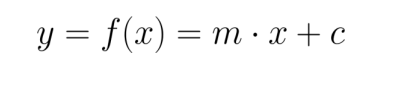 y = f(x) = m · x + c